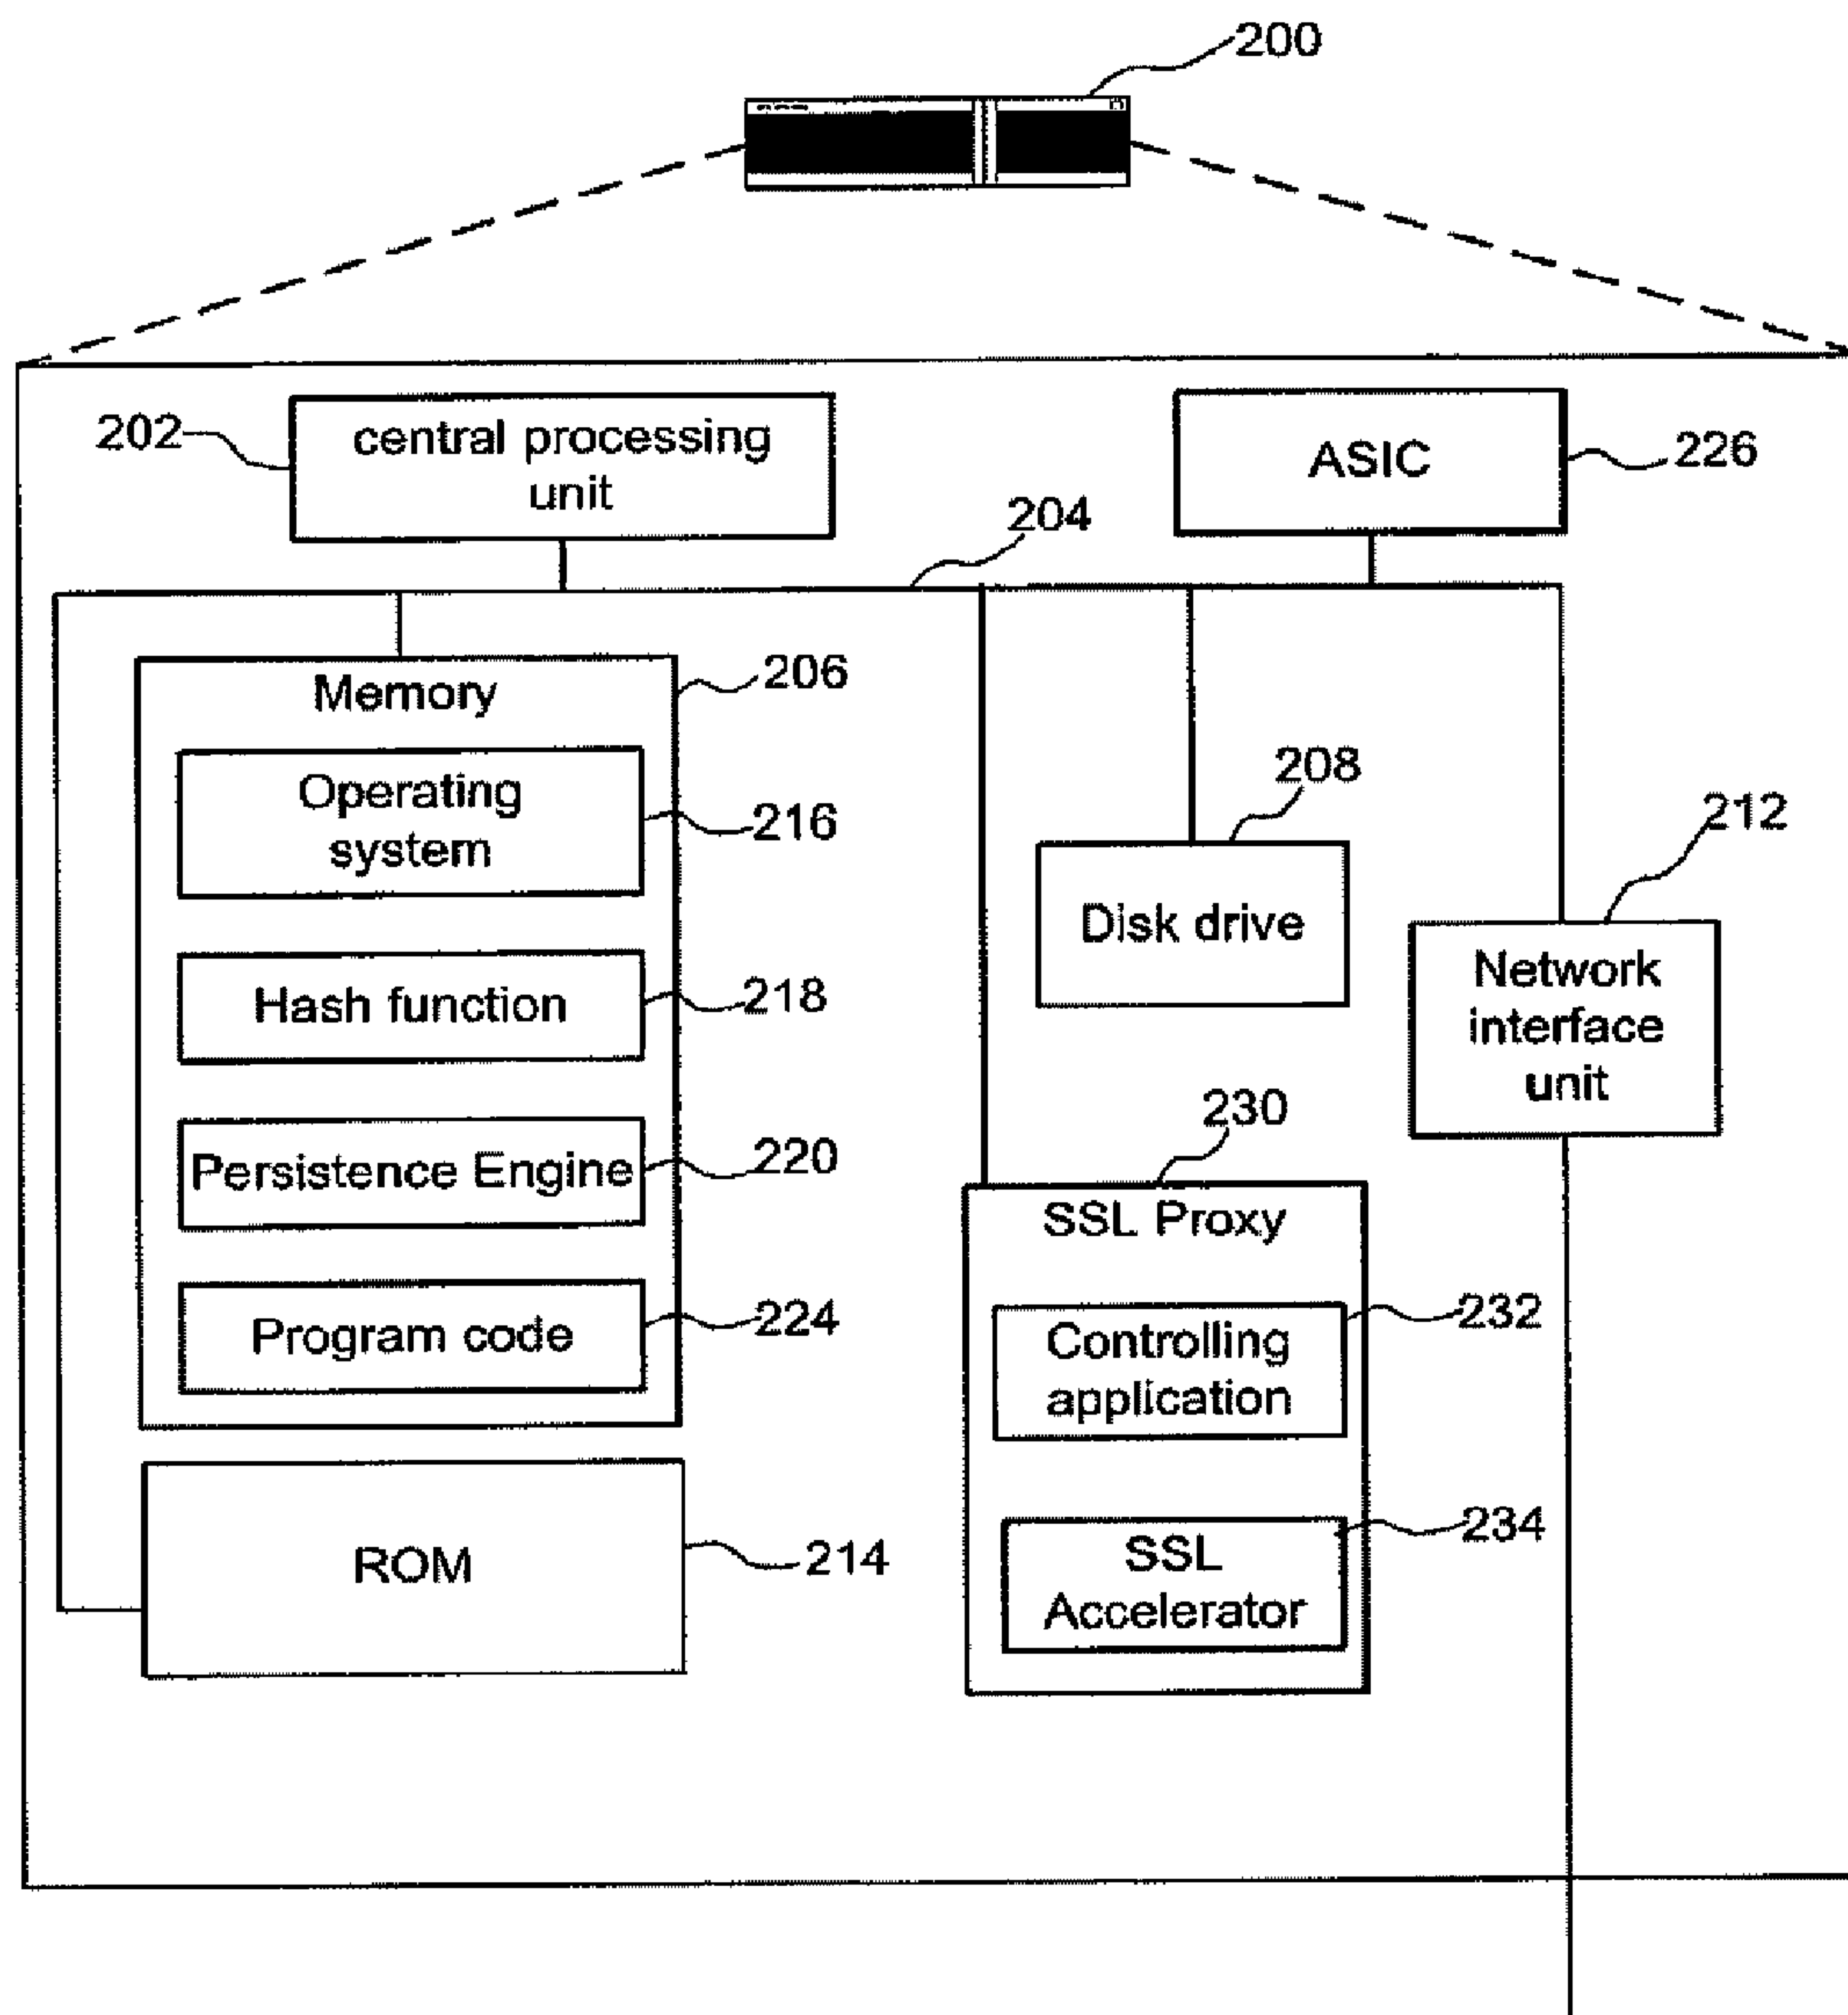 200
202
central processing
unit
ASIC
226
204
Memory
206
Operating
system
216
208
212
Hash function
218
Disk drive
Network
interface
unit
Persistence Engine
220
230
SSL Proxy
Program code
224
Controlling
application
232
ROM
214
SSL
Accelerator
234